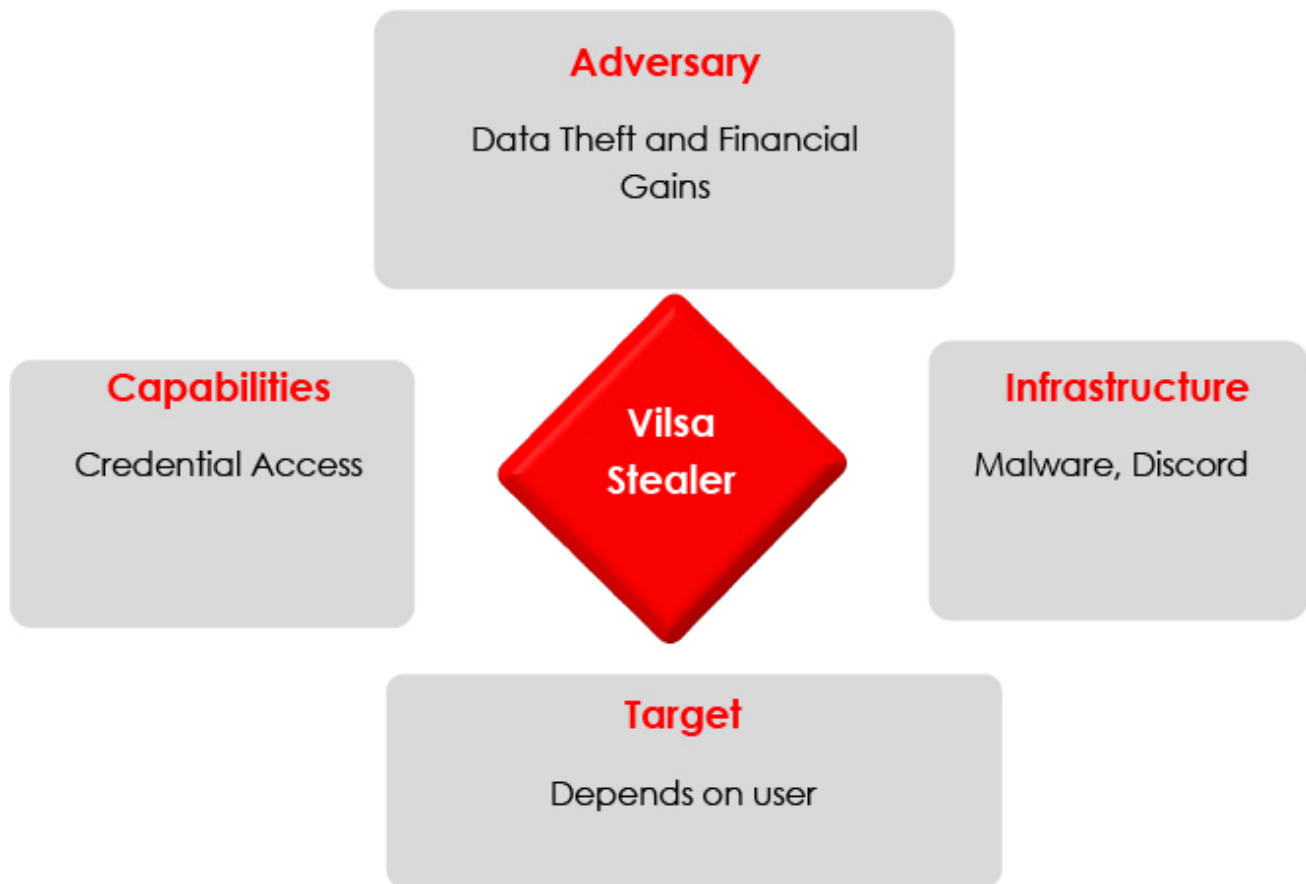 Adversary
Data Theft and Financial
Gains
Capabilities
Credential Access
Vilsa
Stealer
Infrastructure
Malware, Discord
Target
Depends on user